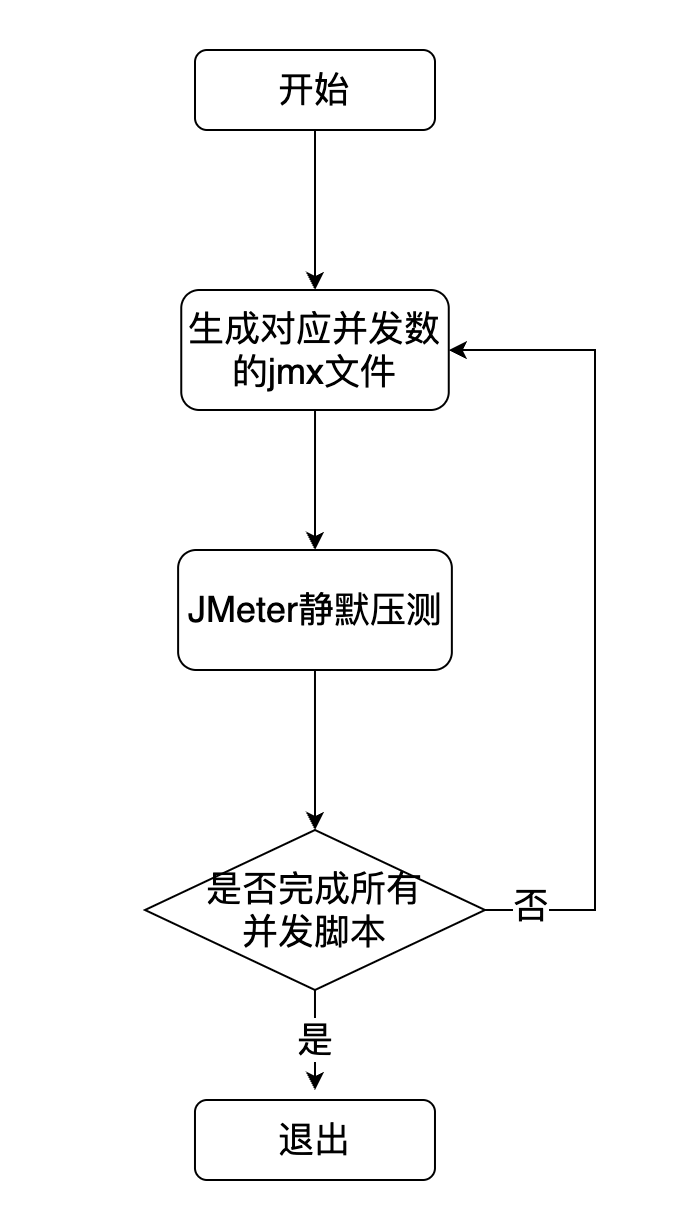 开始
生成对应并发数
的jmx文件
JMeter静默压测
是否完成所有
并发脚本
否
是
退出